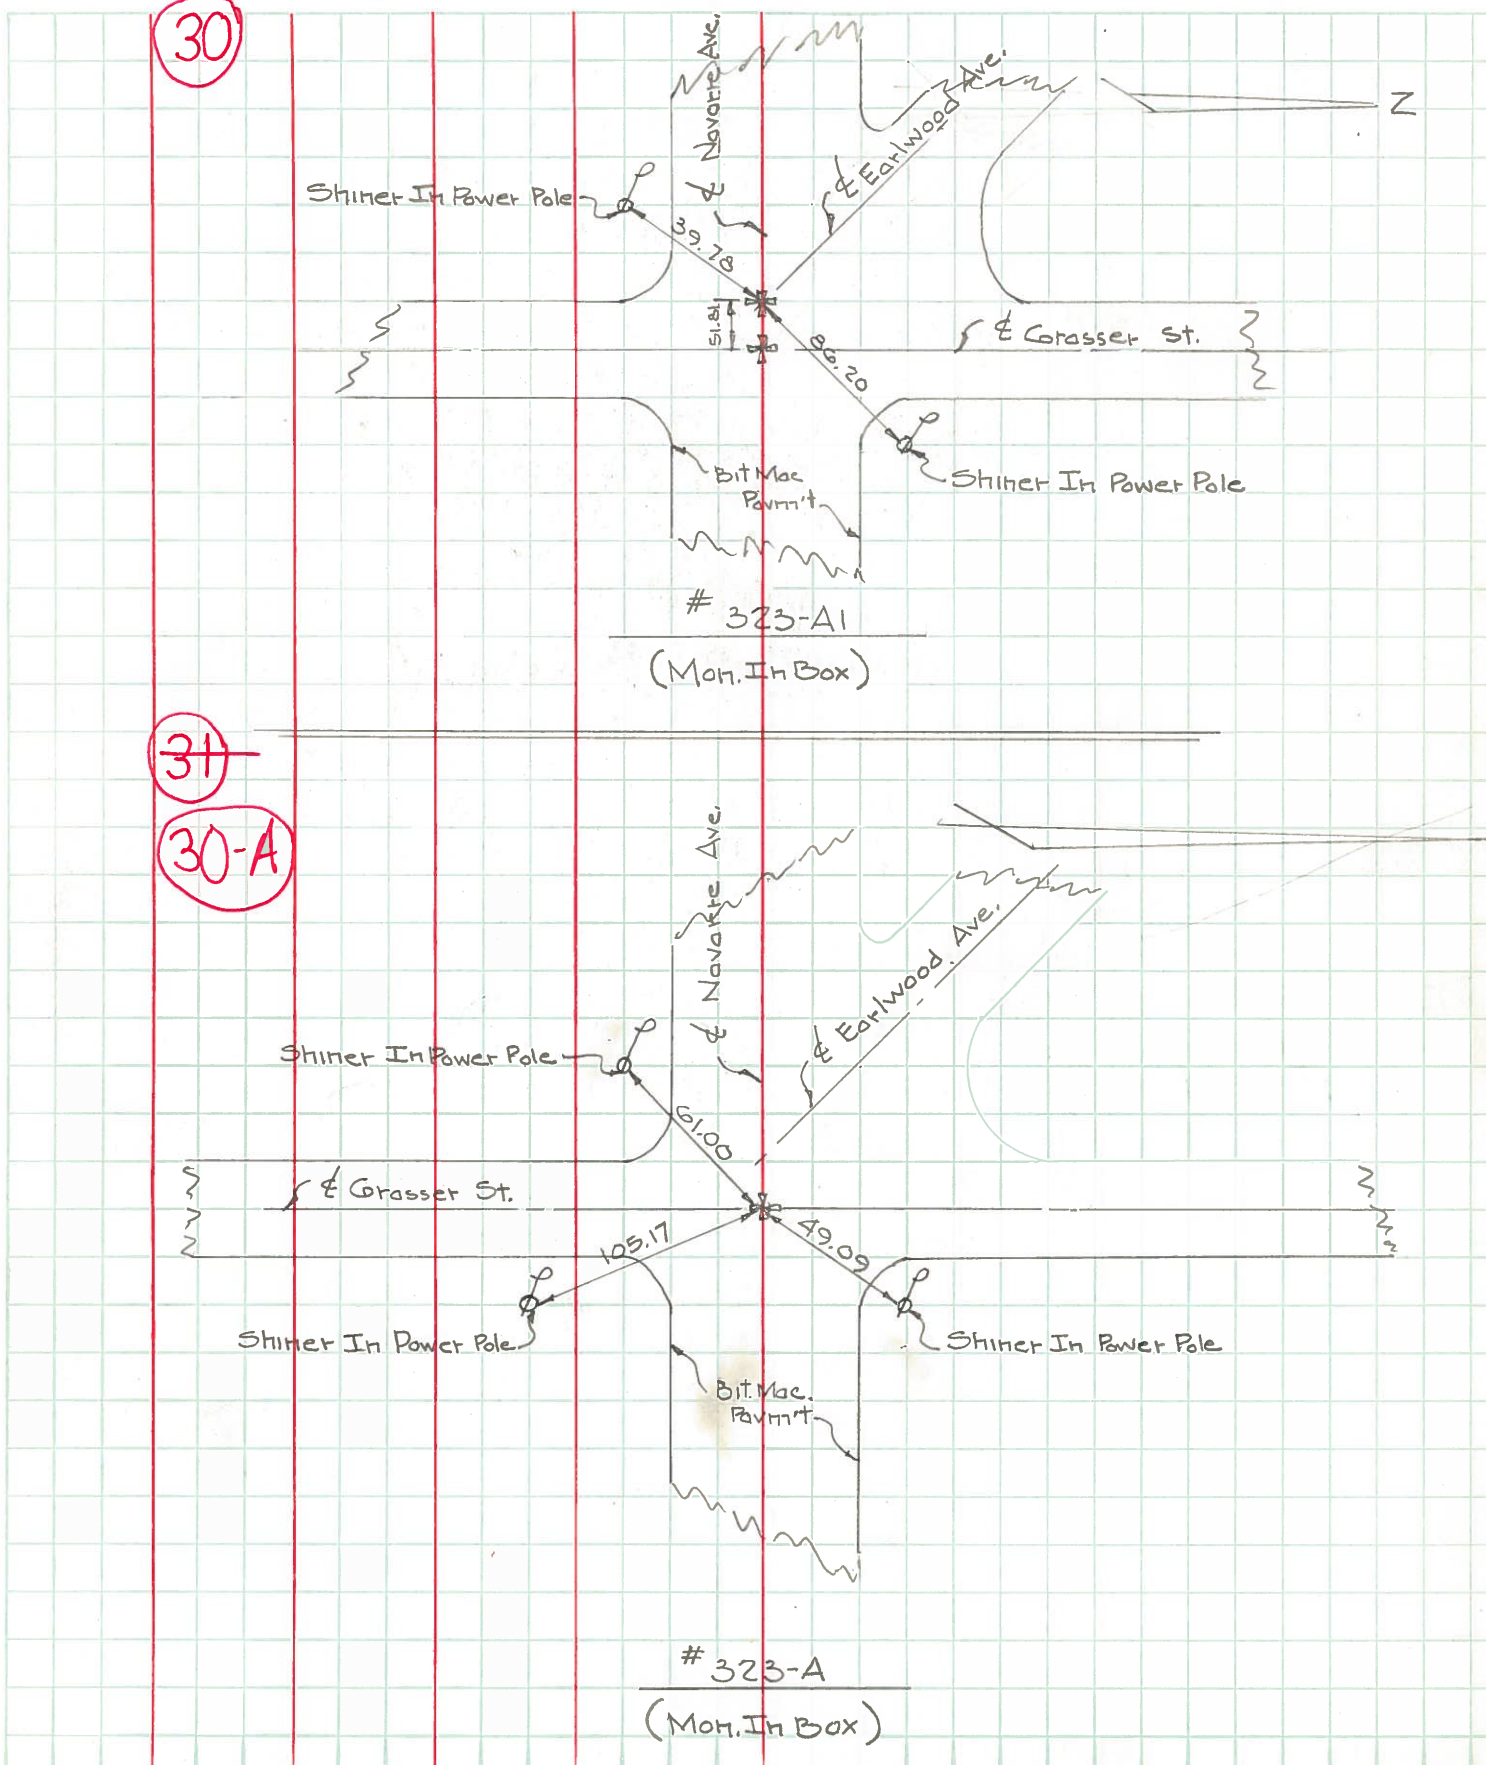 30
℄ Navarre Ave.
℄ Earlwood Ave.
Z
Shiner In Power Pole
39.78
51.81
℄ Grasser St.
86.20
Shiner In Power Pole
Bit Mac
Pavm't
# 323-A1
(Mon. In Box)
31
30-A
℄ Navarre Ave.
℄ Earlwood Ave.
Shiner In Power Pole
61.00
℄ Grasser St.
105.17
49.09
Shiner In Power Pole
Shiner In Power Pole
Bit. Mac.
Pavm't
# 323-A
(Mon. In Box)